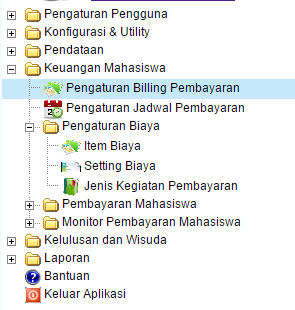 Pengaturan Pengguna
Konfigurasi & Utility
Pendataan
Keuangan Mahasiswa
Pengaturan Billing Pembayaran
Pengaturan Jadwal Pembayaran
Pengaturan Biaya
Item Biaya
Setting Biaya
Jenis Kegiatan Pembayaran
Pembayaran Mahasiswa
Monitor Pembayaran Mahasiswa
Kelulusan dan Wisuda
Laporan
Bantuan
Keluar Aplikasi